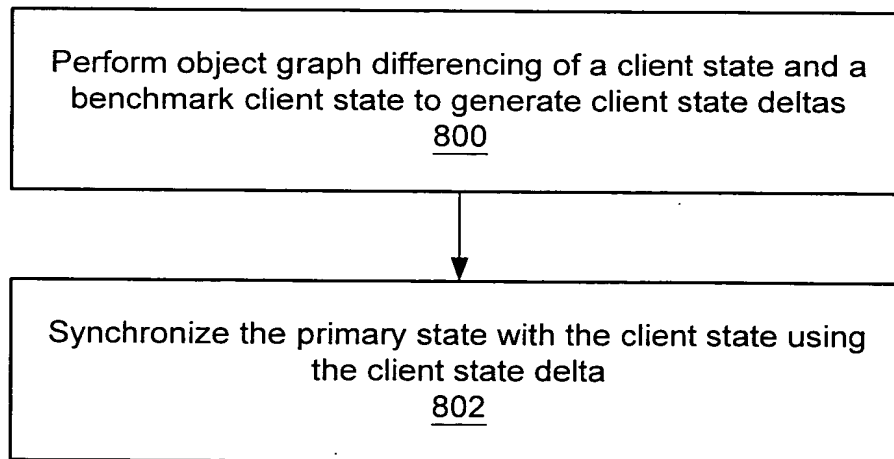 Perform object graph differencing of a client state and a
benchmark client state to generate client state deltas
800
Synchronize the primary state with the client state using
the client state delta
802